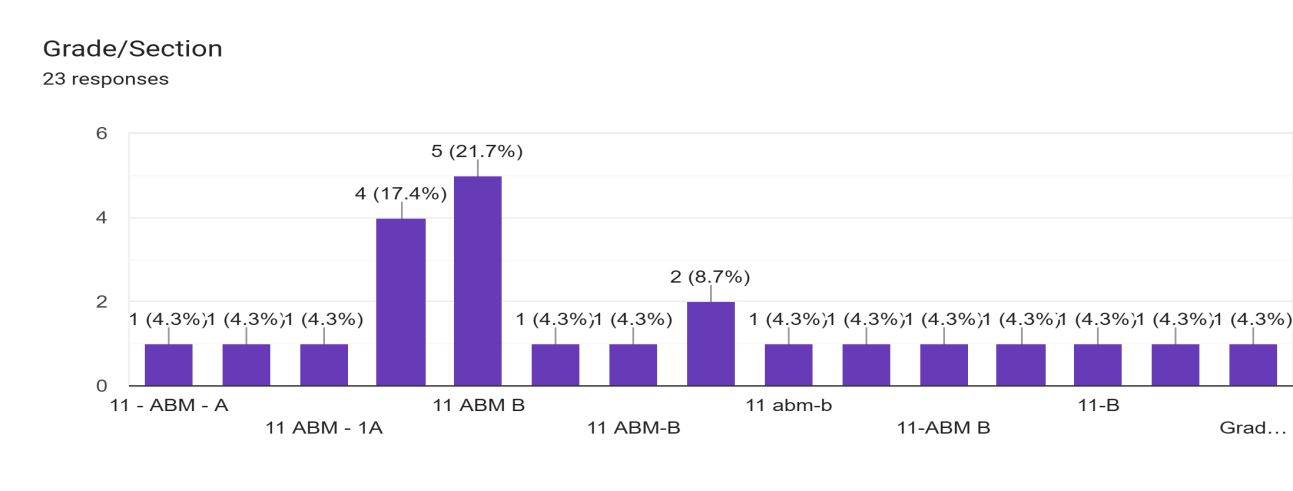 Grade/Section
23 responses
6
5 (21.7%)
4 (17.4%)
4
2 (8.7%)
2
1 (4.3%) 1 (4.3%) 1 (4.3%) 1 (4.3%) 1 (4.3%) 1 (4.3%) 1 (4.3%) 1 (4.3%) 1 (4.3%) 1 (4.3%) 1 (4.3%) 1 (4.3%)
0
11 - ABM - A 11 ABM B 11 abm-b 11-B
11 ABM - 1A 11 ABM-B 11-ABM B Grad...